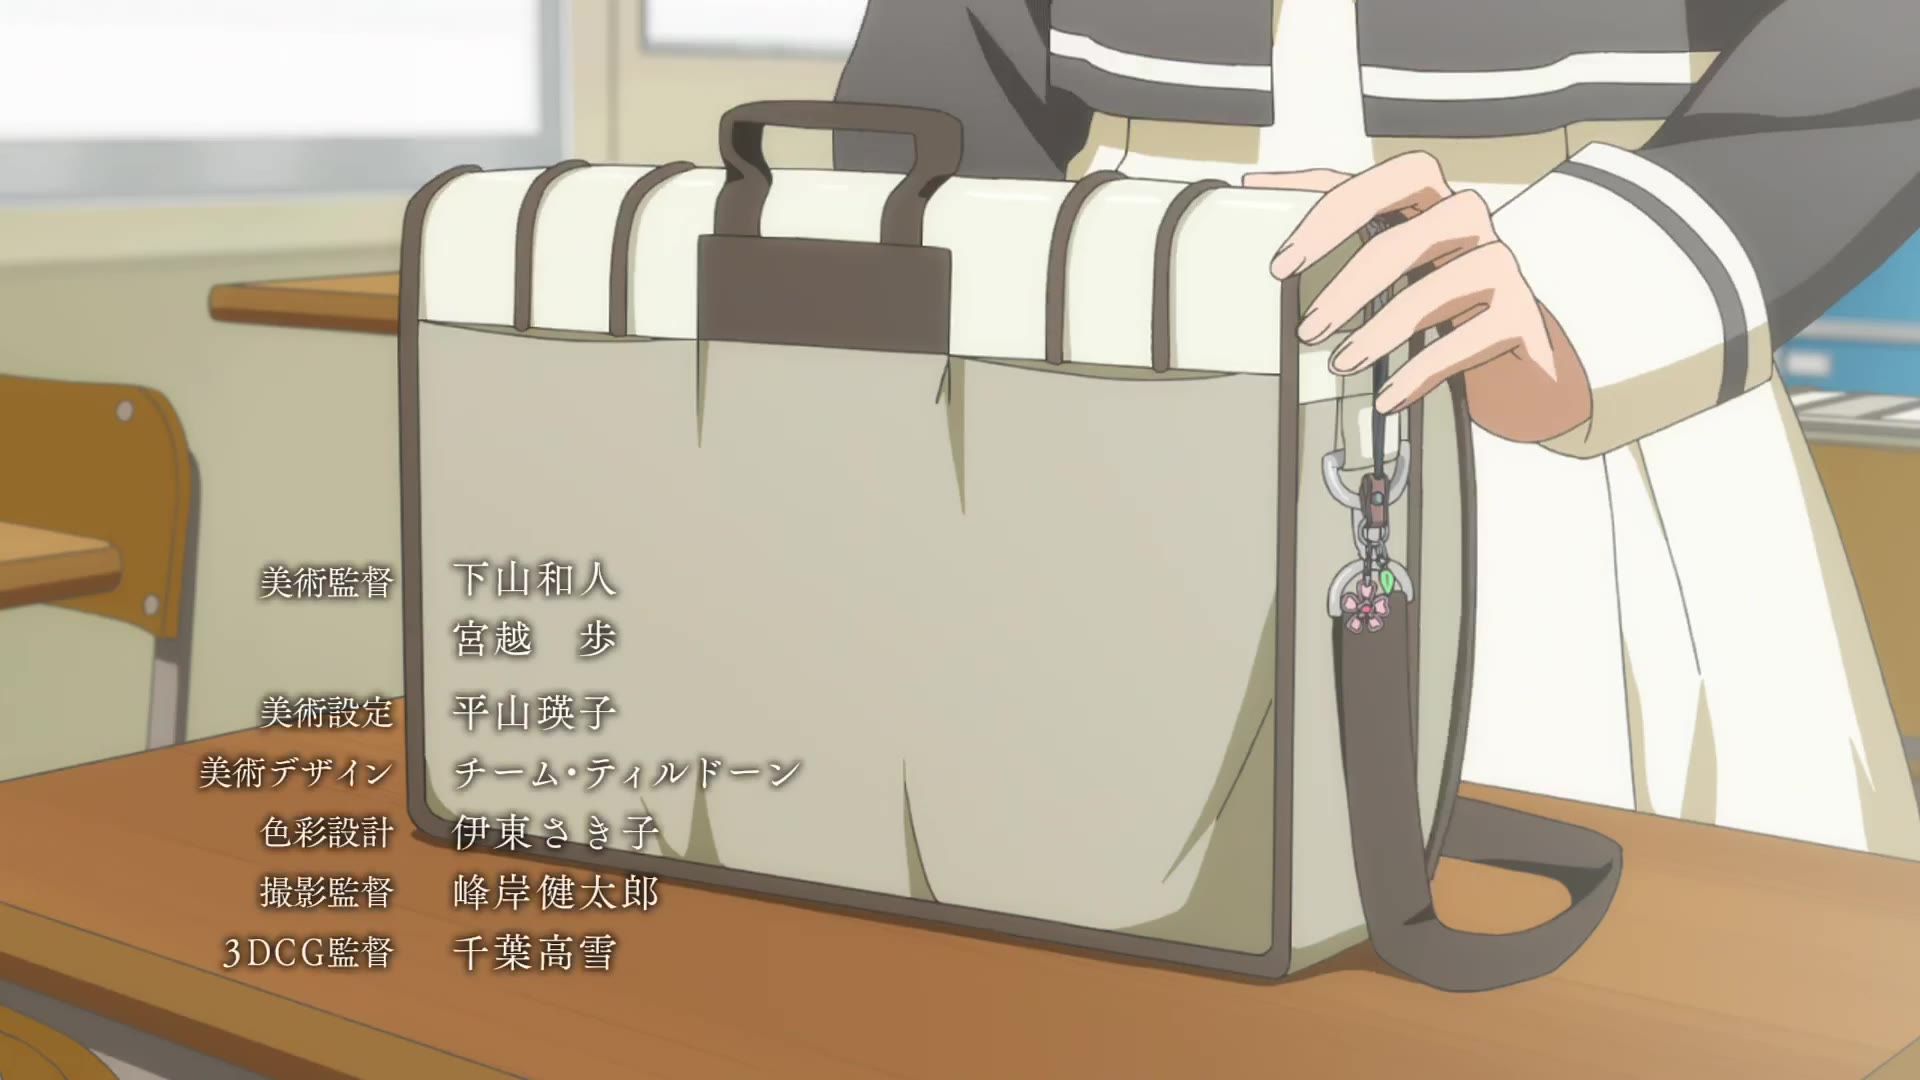 美術監督 下山和人
宮越 歩
美術設定 平山瑛子
美術デザイン チーム・ティルドーン
色彩設計 伊東さき子
撮影監督 峰岸健太郎
3DCG監督 千葉高雪